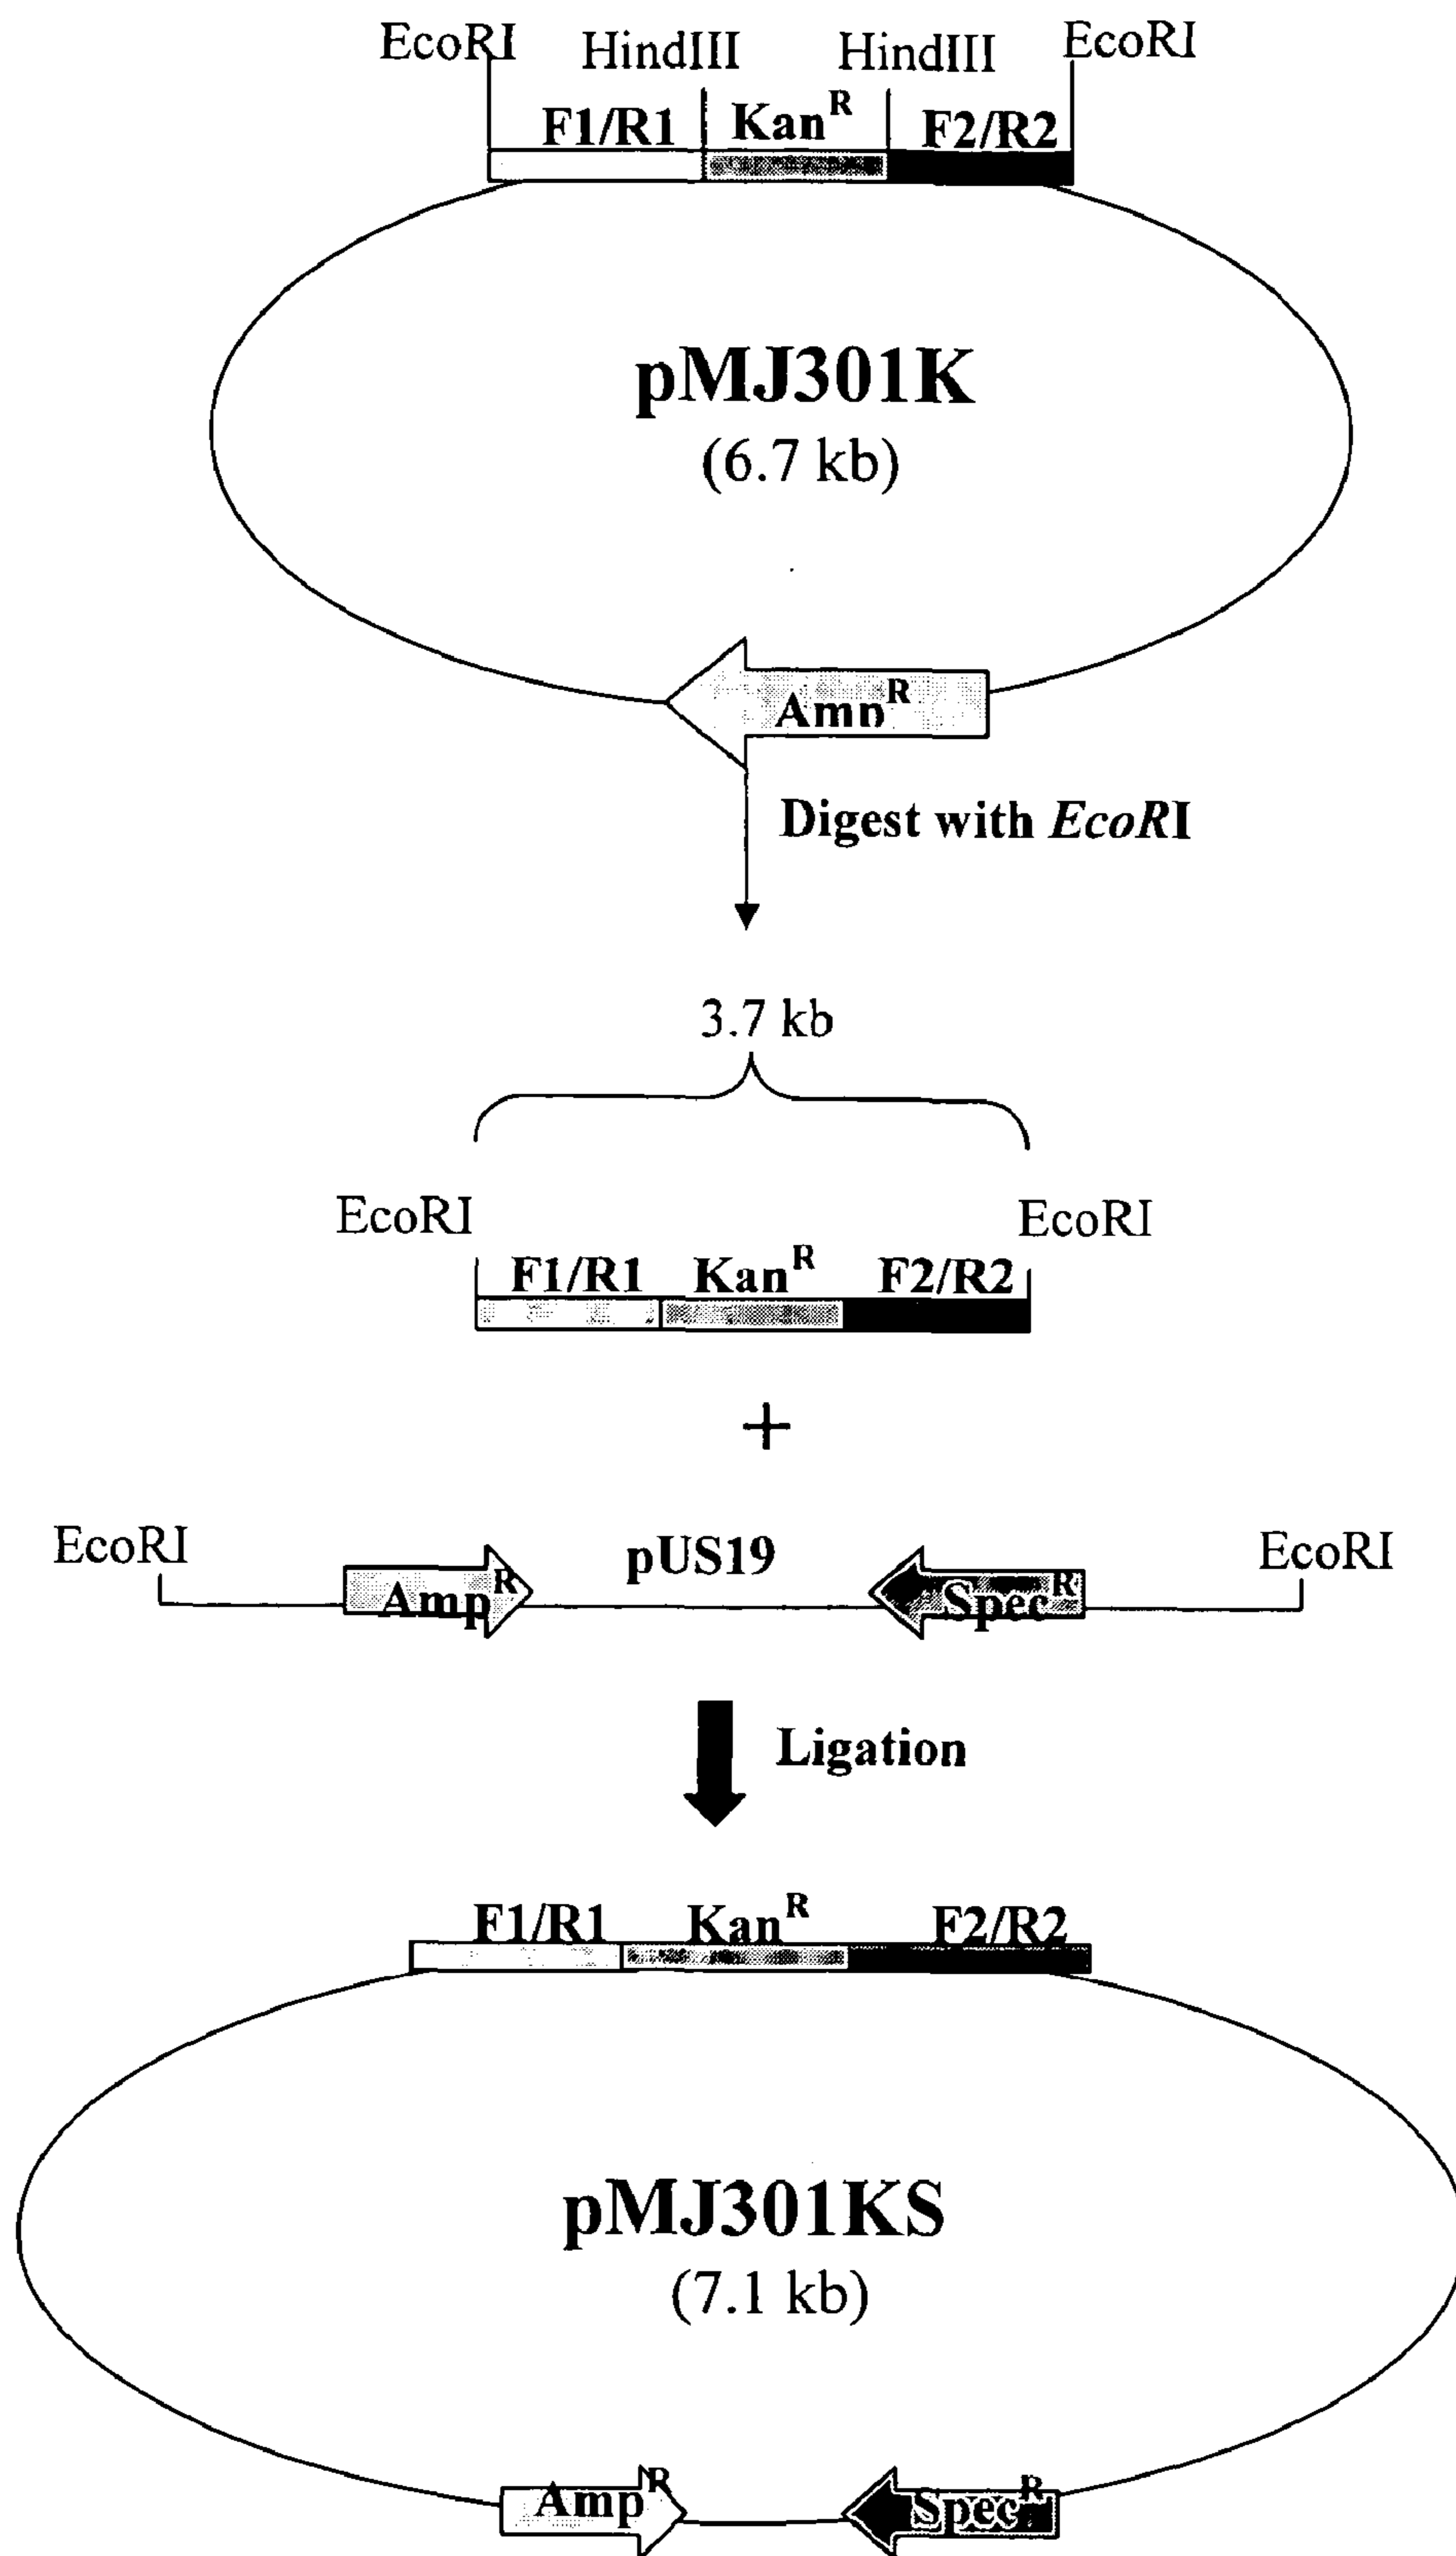 EcoRI HindIII HindIII EcoRI
F1/R1 Kan^R F2/R2
pMJ301K
(6.7 kb)
Amp^R
Digest with EcoRI
3.7 kb
EcoRI EcoRI
F1/R1 Kan^R F2/R2
+
EcoRI pUS19 EcoRI
Amp^R Spec^R
Ligation
F1/R1 Kan^R F2/R2
pMJ301KS
(7.1 kb)
Amp^R Spec^R